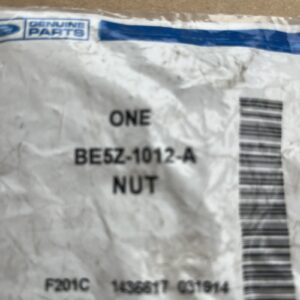 GENUINE
PARTS
ONE
BE5Z-1012-A
NUT
F201C 1436617 031914